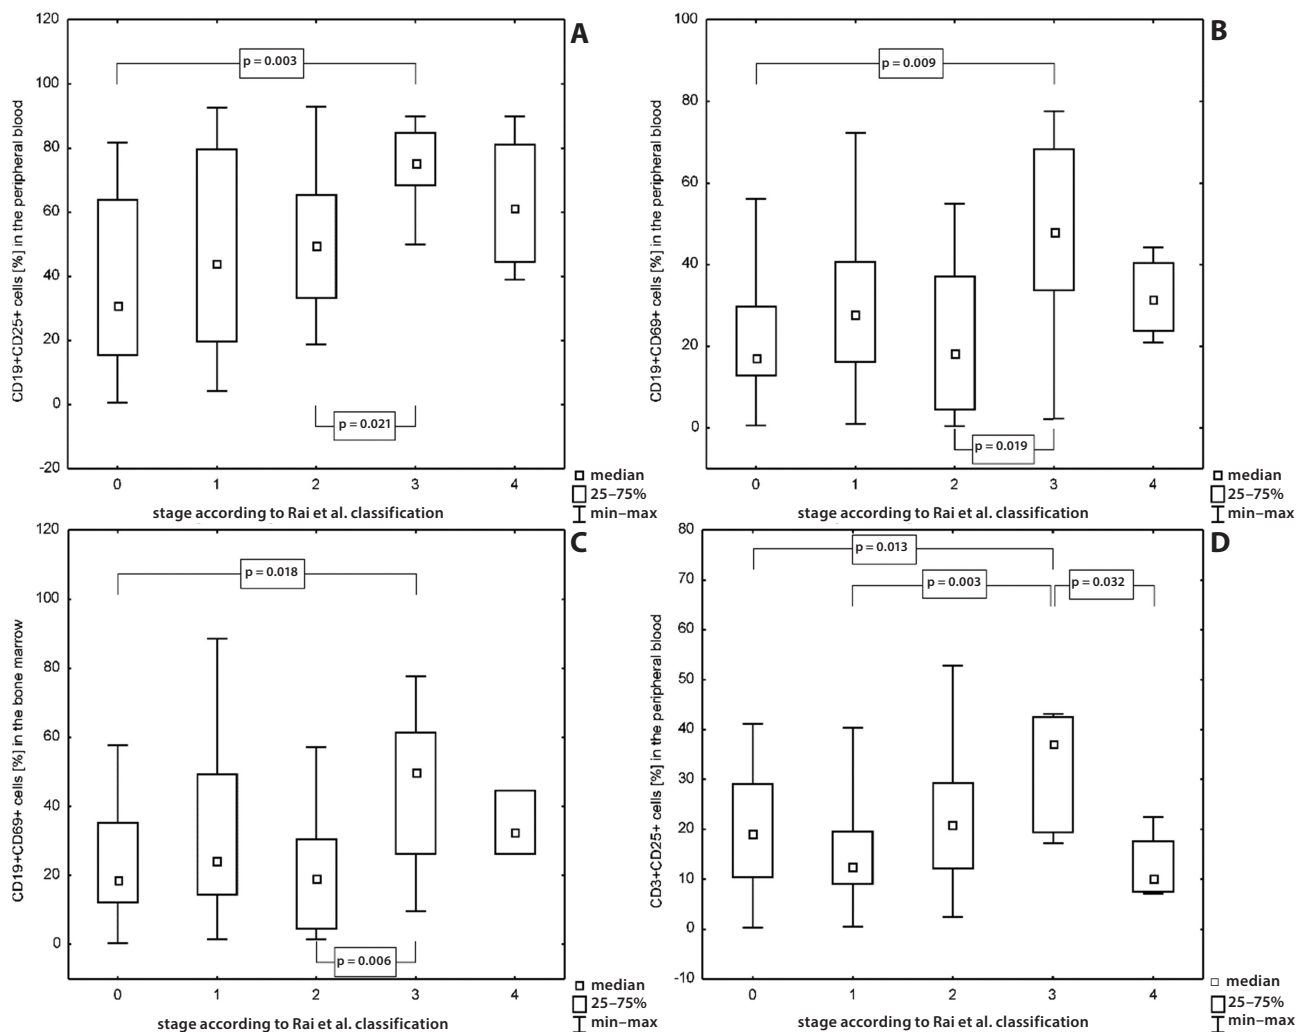 A
120
100
80
60
40
20
0
-20
CD19+CD25+ cells [%] in the peripheral blood
p = 0.003
p = 0.021
0 1 2 3 4
stage according to Rai et al. classification
median
25–75%
min–max
B
100
80
60
40
20
0
CD19+CD69+ cells [%] in the peripheral blood
p = 0.009
p = 0.019
0 1 2 3 4
stage according to Rai et al. classification
median
25–75%
min–max
C
120
100
80
60
40
20
0
CD19+CD69+ cells [%] in the bone marrow
p = 0.018
p = 0.006
0 1 2 3 4
stage according to Rai et al. classification
median
25–75%
min–max
D
80
70
60
50
40
30
20
10
0
-10
CD3+CD25+ cells [%] in the peripheral blood
p = 0.013
p = 0.003
p = 0.032
0 1 2 3 4
stage according to Rai et al. classification
median
25–75%
min–max